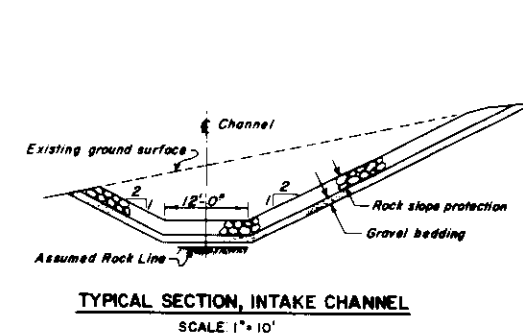 ℄ Channel
Existing ground surface
2
1
12'-0"
2
1
Rock slope protection
Gravel bedding
Assumed Rock Line
TYPICAL SECTION, INTAKE CHANNEL
SCALE: 1"=10'